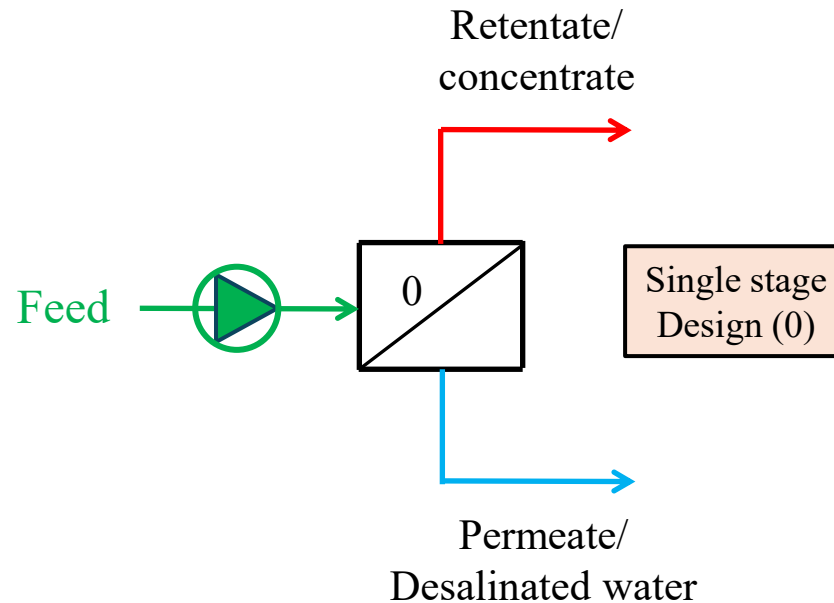 Retentate/
concentrate
Feed
0
Single stage
Design (0)
Permeate/
Desalinated water